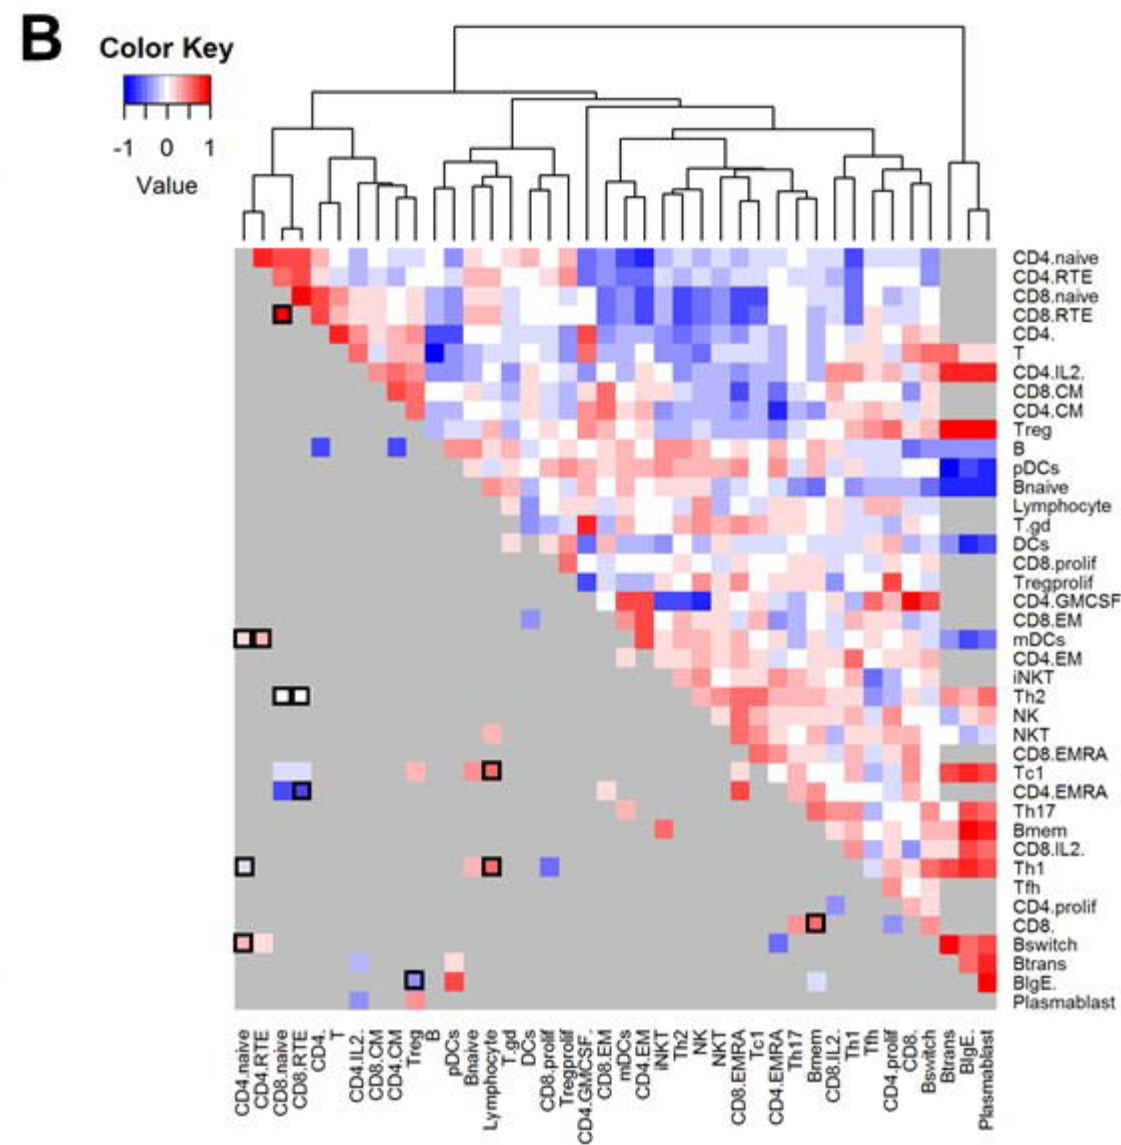 B
Color Key
-1 0 1
Value
CD4.naive
CD4.RTE
CD8.naive
CD8.RTE
CD4.
T
CD4.IL2.
CD8.CM
CD4.CM
Treg
B
pDCs
Bnaive
Lymphocyte
T.gd
DCs
CD8.prolif
Tregprolif
CD4.GMCSF
CD8.EM
mDCs
CD4.EM
iNKT
Th2
NK
NKT
CD8.EMRA
Tc1
CD4.EMRA
Th17
Bmem
CD8.IL2.
Th1
Tfh
CD4.prolif
CD8.
Bswitch
Btrans
BIgE.
Plasmablast
CD4.naive
CD4.RTE
CD8.naive
CD8.RTE
CD4.
T
CD4.IL2.
CD8.CM
CD4.CM
Treg
B
pDCs
Bnaive
Lymphocyte
T.gd
DCs
CD8.prolif
Tregprolif
CD4.GMCSF.
CD8.EM
mDCs
CD4.EM
iNKT
Th2
NK
NKT
CD8.EMRA
Tc1
CD4.EMRA
Th17
Bmem
CD8.IL2.
Th1
Tfh
CD4.prolif
CD8.
Bswitch
Btrans
BIgE.
Plasmablast